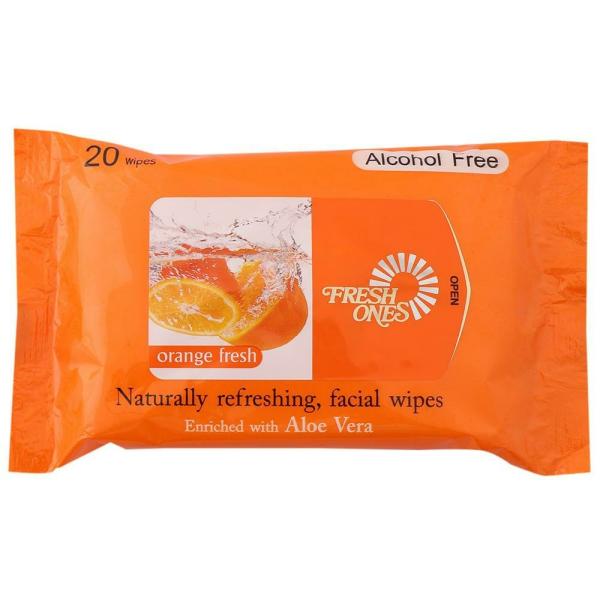 20 Wipes
Alcohol Free
FRESH
ONES
OPEN
orange fresh
Naturally refreshing, facial wipes
Enriched with Aloe Vera